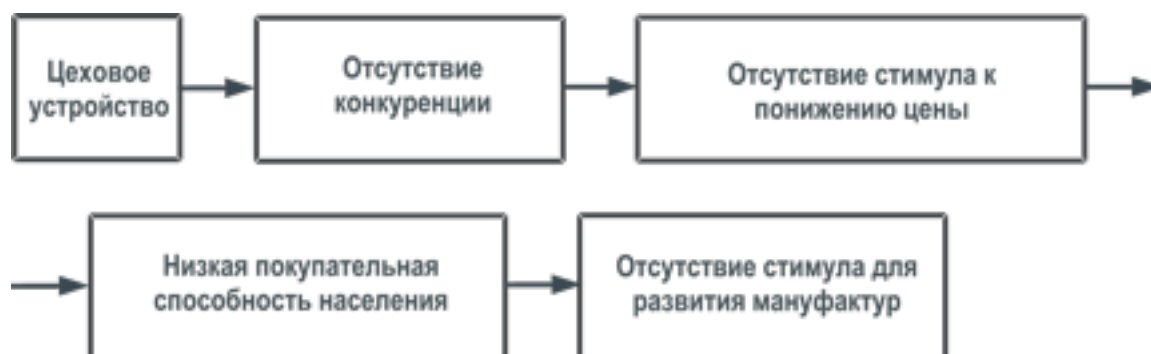 Цеховое
устройство
Отсутствие
конкуренции
Отсутствие стимула к
понижению цены
Низкая покупательная
способность населения
Отсутствие стимула для
развития мануфактур